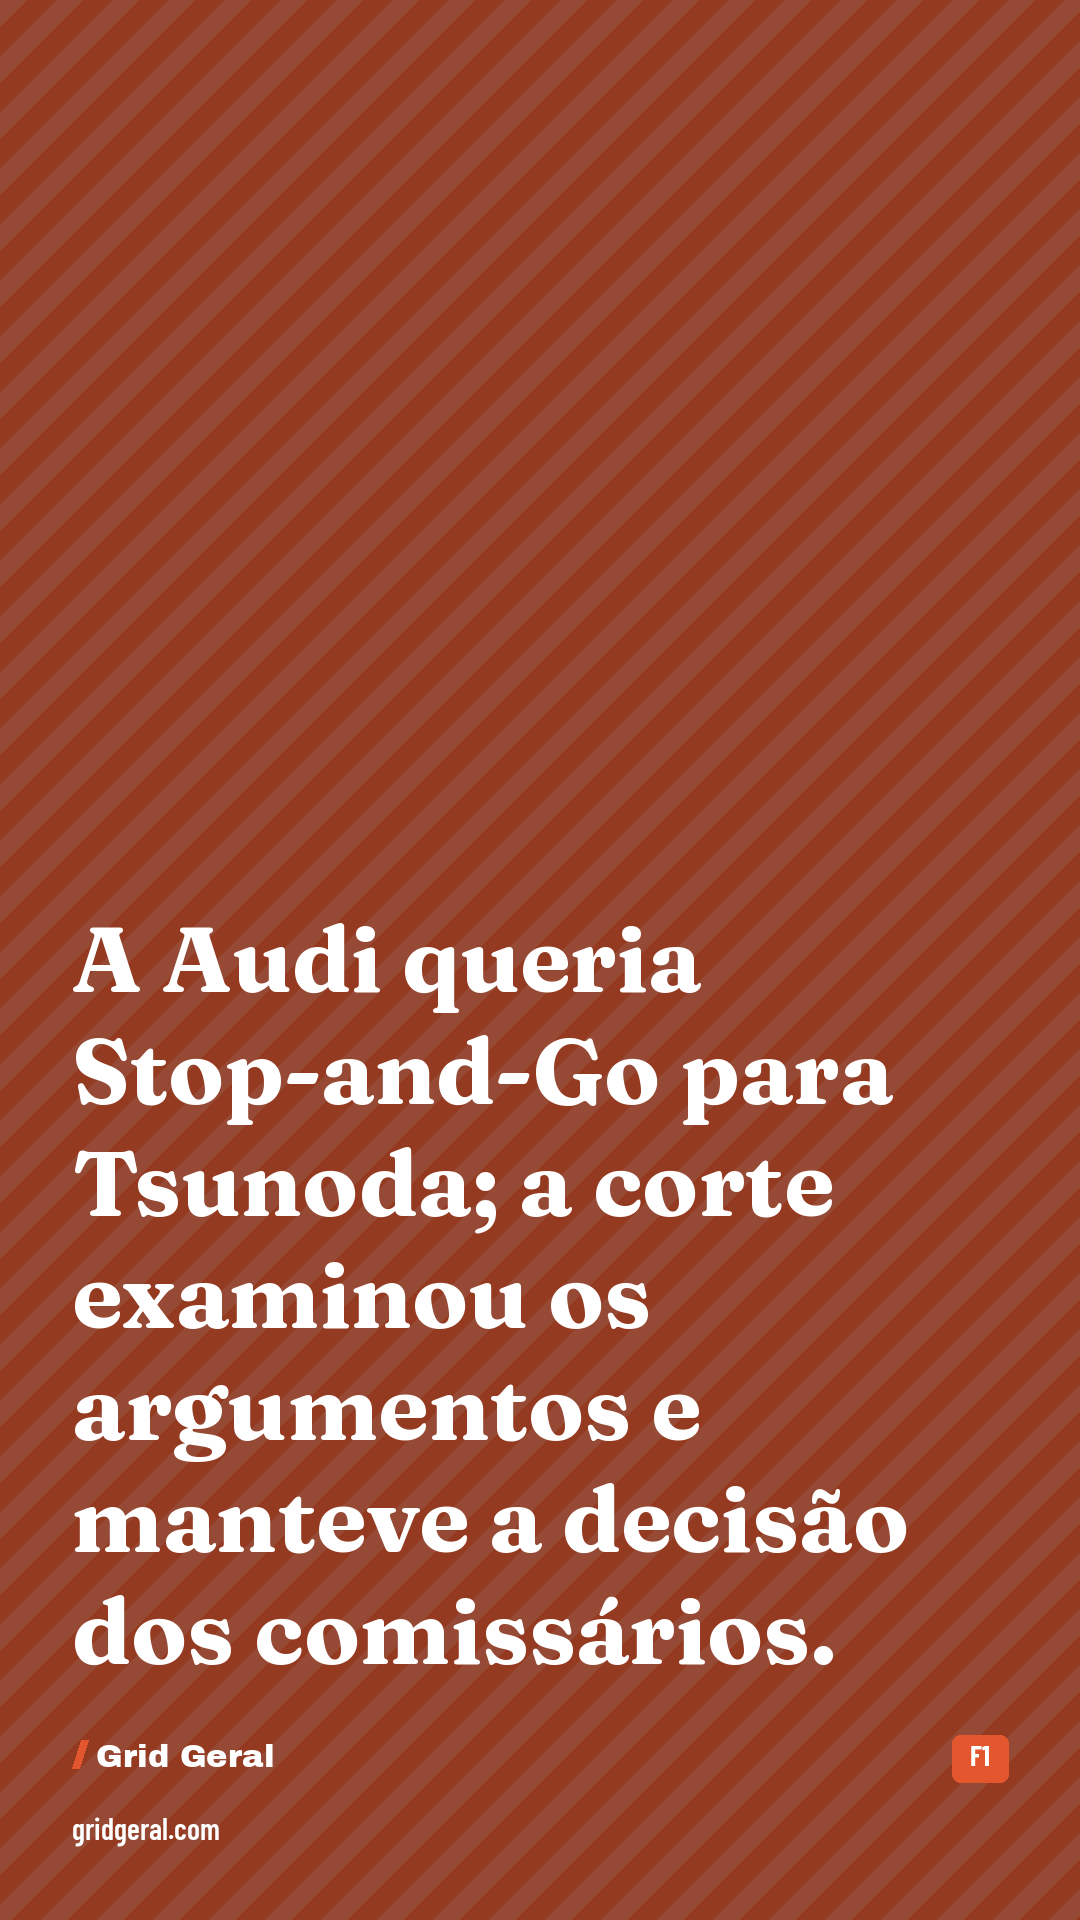 A Audi queria
Stop-and-Go para
Tsunoda; a corte
examinou os
argumentos e
manteve a decisão
dos comissários.
/ Grid Geral
F1
gridgeral.com